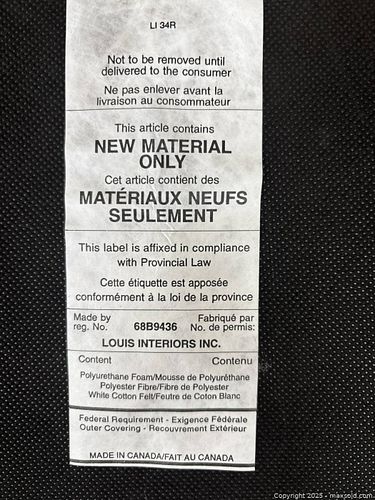 LI 34R
Not to be removed until
delivered to the consumer
Ne pas enlever avant la
livraison au consommateur
This article contains
NEW MATERIAL
ONLY
Cet article contient des
MATÉRIAUX NEUFS
SEULEMENT
This label is affixed in compliance
with Provincial Law
Cette étiquette est apposée
conformément à la loi de la province
Made by Fabriqué par
reg. No. 68B9436 No. de permis:
LOUIS INTERIORS INC.
Content Contenu
Polyurethane Foam/Mousse de Polyuréthane
Polyester Fibre/Fibre de Polyester
White Cotton Felt/Feutre de Coton Blanc
Federal Requirement - Exigence Fédérale
Outer Covering - Recouvrement Extérieur
MADE IN CANADA/FAIT AU CANADA
Copyright 2025 - maxsold.com